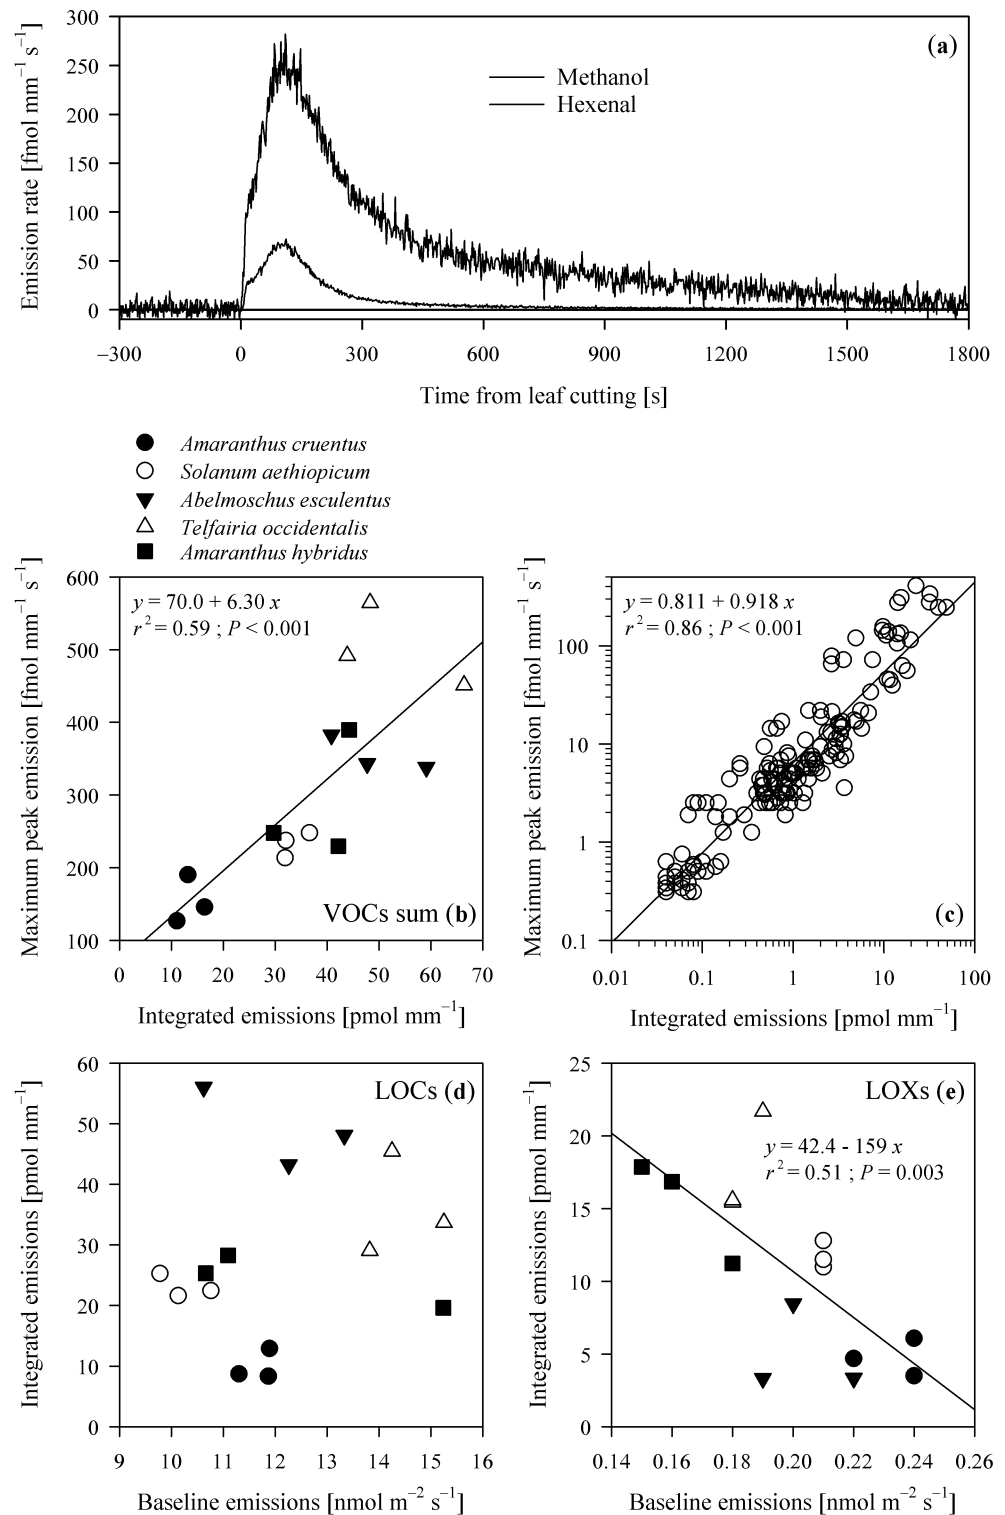 (a)
Emission rate [fmol mm⁻¹ s⁻¹]
300
250
200
150
100
50
0
Methanol
Hexenal
−300 0 300 600 900 1200 1500 1800
Time from leaf cutting [s]
Amaranthus cruentus
Solanum aethiopicum
Abelmoschus esculentus
Telfairia occidentalis
Amaranthus hybridus
Maximum peak emission [fmol mm⁻¹ s⁻¹]
600
500
400
300
200
100
y = 70.0 + 6.30 x
r² = 0.59 ; P < 0.001
VOCs sum (b)
0 10 20 30 40 50 60 70
Integrated emissions [pmol mm⁻¹]
Maximum peak emission [fmol mm⁻¹ s⁻¹]
100
10
1
0.1
y = 0.811 + 0.918 x
r² = 0.86 ; P < 0.001
(c)
0.01 0.1 1 10 100
Integrated emissions [pmol mm⁻¹]
Integrated emissions [pmol mm⁻¹]
60
50
40
30
20
10
0
LOCs (d)
9 10 11 12 13 14 15 16
Baseline emissions [nmol m⁻² s⁻¹]
Integrated emissions [pmol mm⁻¹]
25
20
15
10
5
0
LOXs (e)
y = 42.4 - 159 x
r² = 0.51 ; P = 0.003
0.14 0.16 0.18 0.20 0.22 0.24 0.26
Baseline emissions [nmol m⁻² s⁻¹]